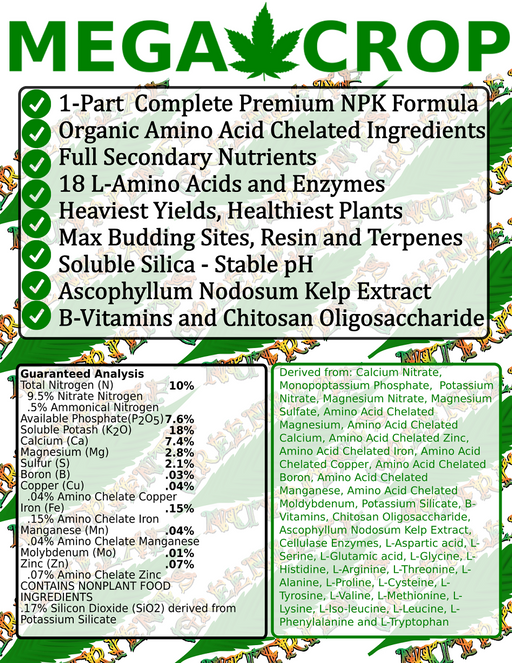 MEGA CROP
1-Part Complete Premium NPK Formula
Organic Amino Acid Chelated Ingredients
Full Secondary Nutrients
18 L-Amino Acids and Enzymes
Heaviest Yields, Healthiest Plants
Max Budding Sites, Resin and Terpenes
Soluble Silica - Stable pH
Ascophyllum Nodosum Kelp Extract
B-Vitamins and Chitosan Oligosaccharide
Guaranteed Analysis
Total Nitrogen (N) 10%
9.5% Nitrate Nitrogen
.5% Ammonical Nitrogen
Available Phosphate(P2O5) 7.6%
Soluble Potash (K2O) 18%
Calcium (Ca) 7.4%
Magnesium (Mg) 2.8%
Sulfur (S) 2.1%
Boron (B) .03%
Copper (Cu) .04%
.04% Amino Chelate Copper
Iron (Fe) .15%
.15% Amino Chelate Iron
Manganese (Mn) .04%
.04% Amino Chelate Manganese
Molybdenum (Mo) .01%
Zinc (Zn) .07%
.07% Amino Chelate Zinc
CONTAINS NONPLANT FOOD
INGREDIENTS
.17% Silicon Dioxide (SiO2) derived from
Potassium Silicate
Derived from: Calcium Nitrate,
Monopoptassium Phosphate, Potassium
Nitrate, Magnesium Nitrate, Magnesium
Sulfate, Amino Acid Chelated
Magnesium, Amino Acid Chelated
Calcium, Amino Acid Chelated Zinc,
Amino Acid Chelated Iron, Amino Acid
Chelated Copper, Amino Acid Chelated
Boron, Amino Acid Chelated
Manganese, Amino Acid Chelated
Moldybdenum, Potassium Silicate, B-
Vitamins, Chitosan Oligosaccharide,
Ascophyllum Nodosum Kelp Extract,
Cellulase Enzymes, L-Aspartic acid, L-
Serine, L-Glutamic acid, L-Glycine, L-
Histidine, L-Arginine, L-Threonine, L-
Alanine, L-Proline, L-Cysteine, L-
Tyrosine, L-Valine, L-Methionine, L-
Lysine, L-Iso-leucine, L-Leucine, L-
Phenylalanine and L-Tryptophan